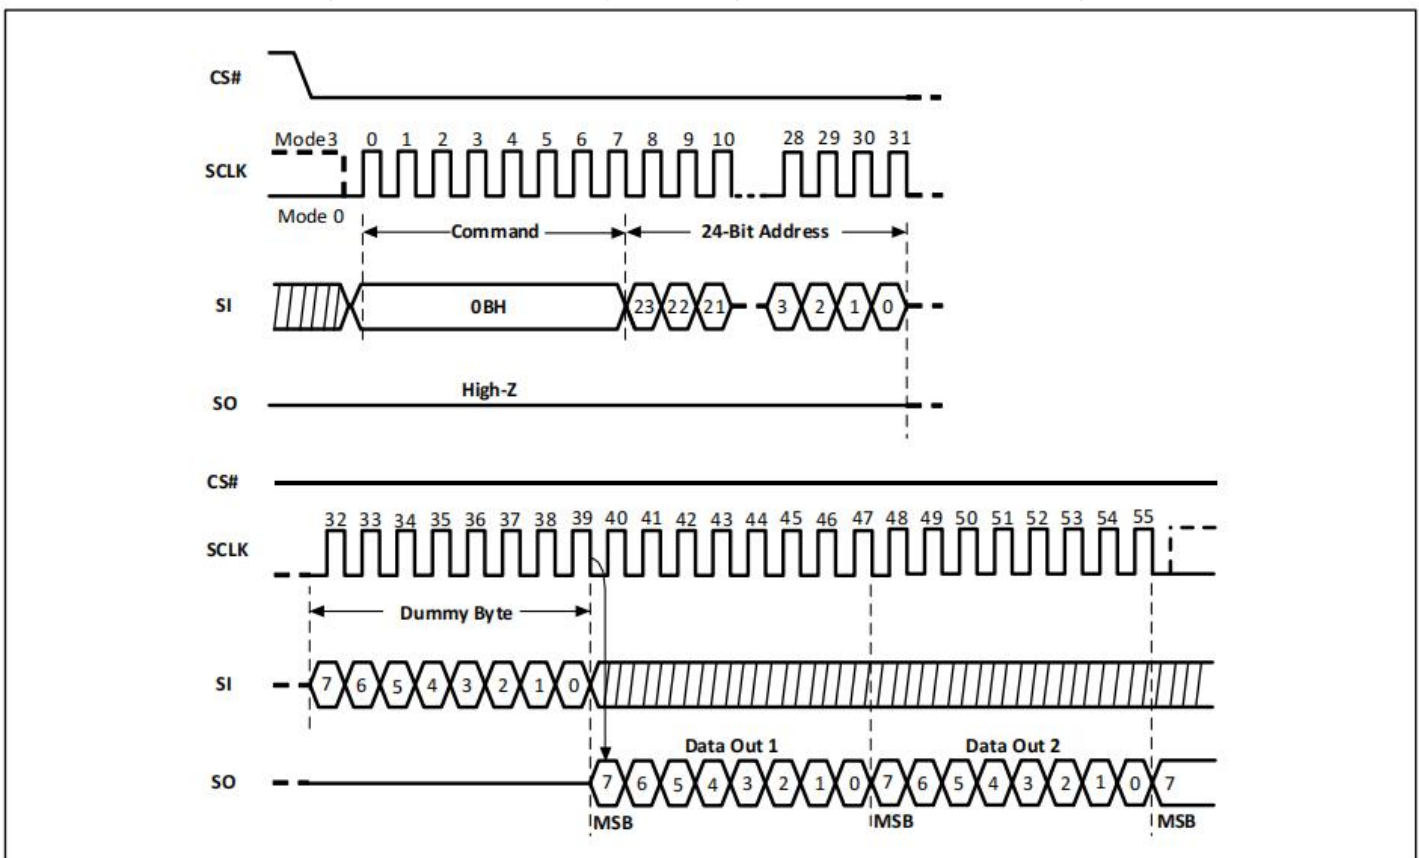 CS#
Mode3 0 1 2 3 4 5 6 7 8 9 10 28 29 30 31
SCLK
Mode 0
Command 24-Bit Address
SI 0BH 23 22 21 3 2 1 0
High-Z
SO
CS#
32 33 34 35 36 37 38 39 40 41 42 43 44 45 46 47 48 49 50 51 52 53 54 55
SCLK
Dummy Byte
SI 7 6 5 4 3 2 1 0
Data Out 1 Data Out 2
SO 7 6 5 4 3 2 1 0 7 6 5 4 3 2 1 0 7
MSB MSB MSB